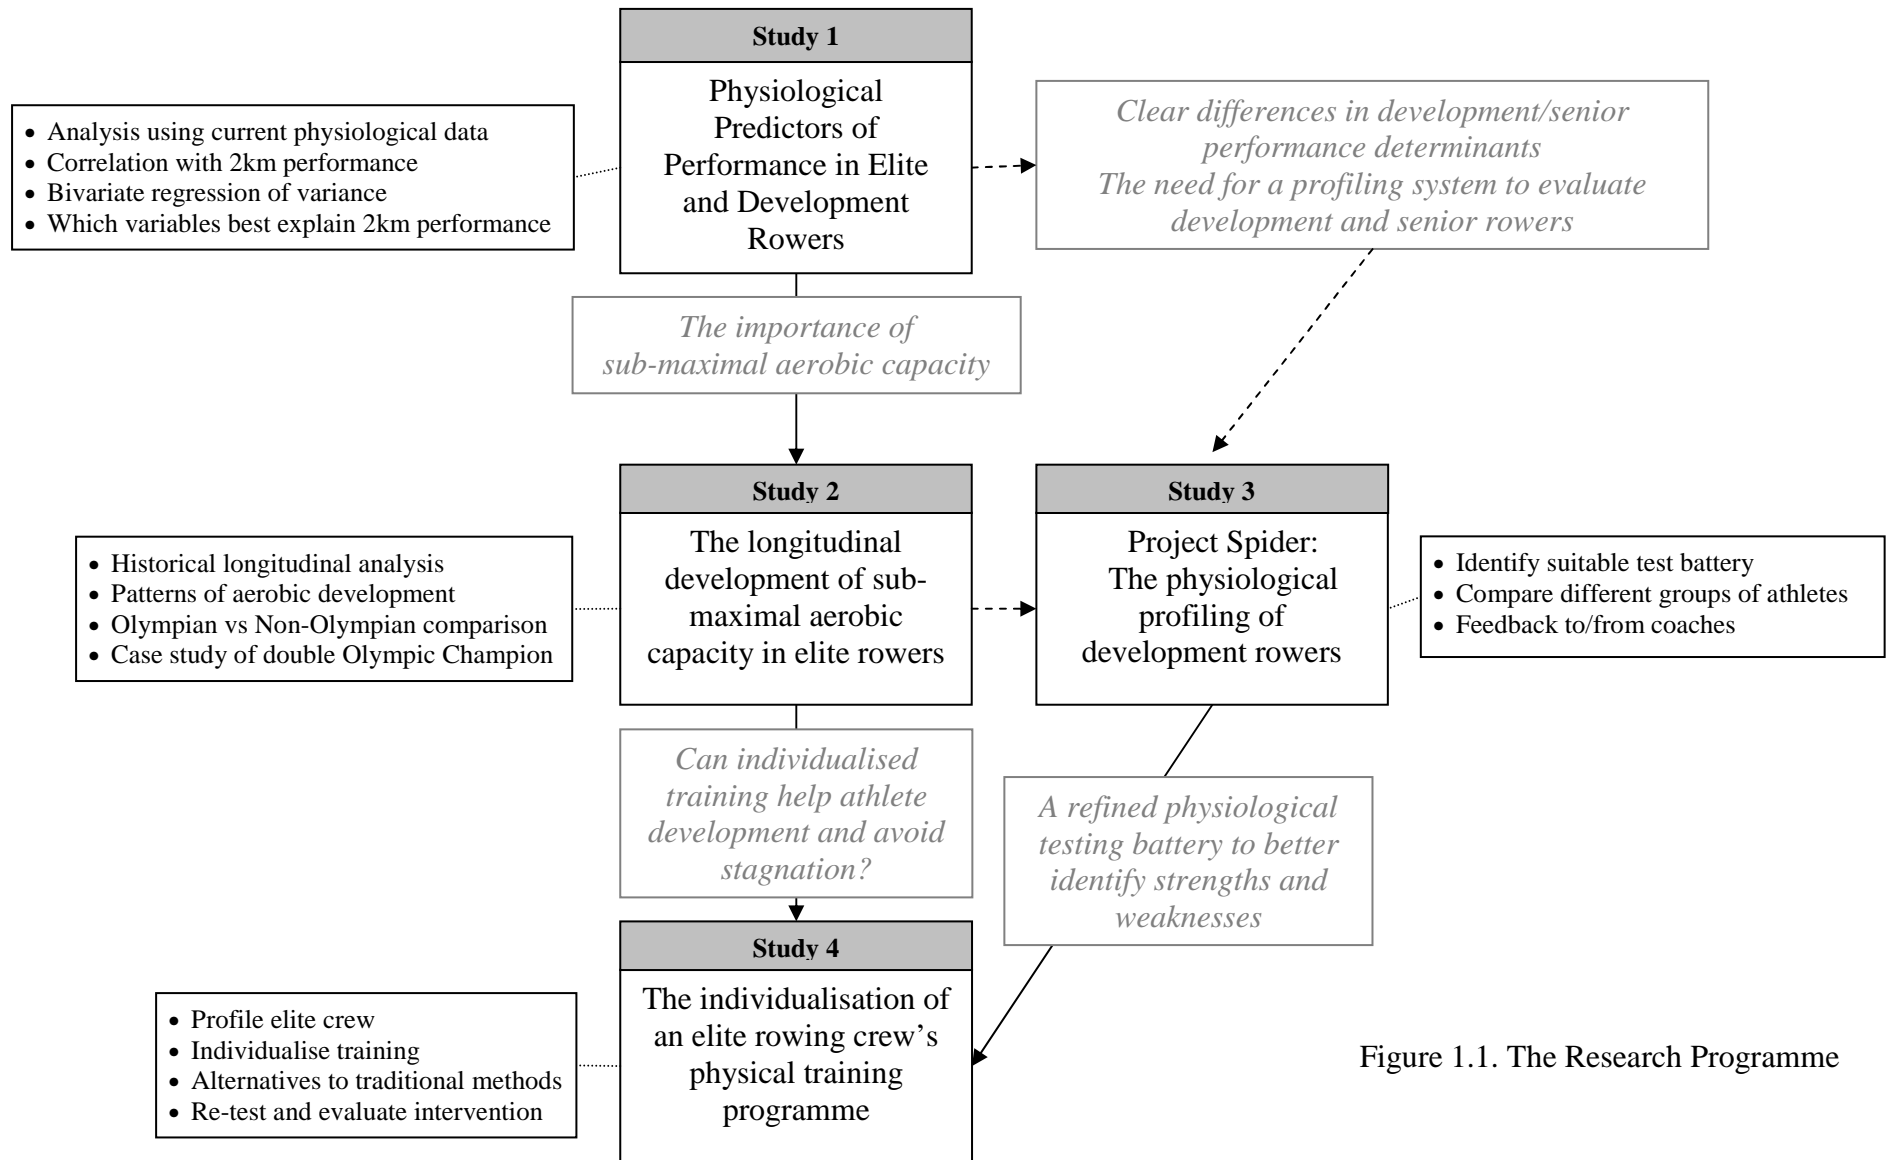 Study 1
Physiological
Predictors of
Performance in Elite
and Development
Rowers
• Analysis using current physiological data
• Correlation with 2km performance
• Bivariate regression of variance
• Which variables best explain 2km performance
Clear differences in development/senior
performance determinants
The need for a profiling system to evaluate
development and senior rowers
The importance of
sub-maximal aerobic capacity
Study 2
The longitudinal
development of sub-
maximal aerobic
capacity in elite rowers
• Historical longitudinal analysis
• Patterns of aerobic development
• Olympian vs Non-Olympian comparison
• Case study of double Olympic Champion
Study 3
Project Spider:
The physiological
profiling of
development rowers
• Identify suitable test battery
• Compare different groups of athletes
• Feedback to/from coaches
Can individualised
training help athlete
development and avoid
stagnation?
A refined physiological
testing battery to better
identify strengths and
weaknesses
Study 4
The individualisation of
an elite rowing crew’s
physical training
programme
• Profile elite crew
• Individualise training
• Alternatives to traditional methods
• Re-test and evaluate intervention
Figure 1.1. The Research Programme